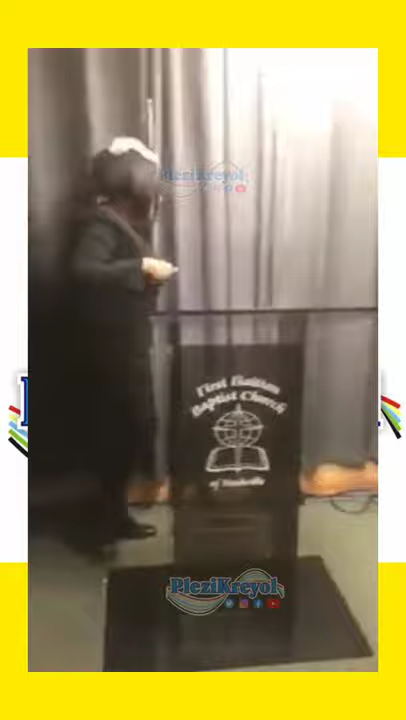 PleziKreyol
First Haitian
Baptist Church
of Nashville
PleziKreyol